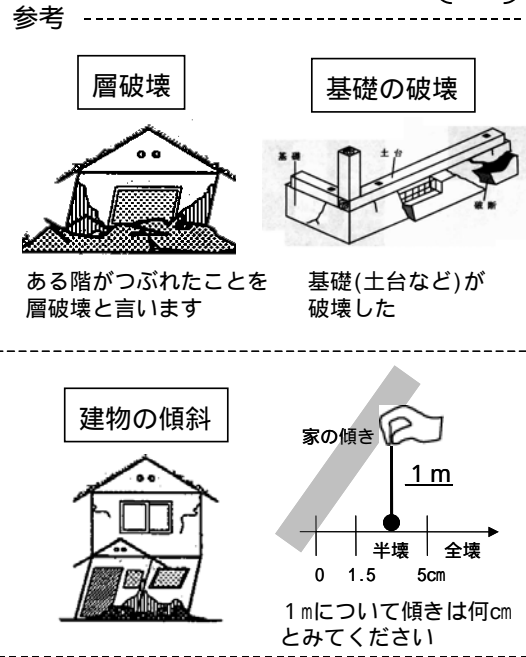 参考
層破壊
基礎の破壊
基礎
土台
破断
ある階がつぶれたことを
層破壊と言います
基礎(土台など)が
破壊した
建物の傾斜
家の傾き
1m
半壊 全壊
0 1.5 5cm
1mについて傾きは何cm
とみてください